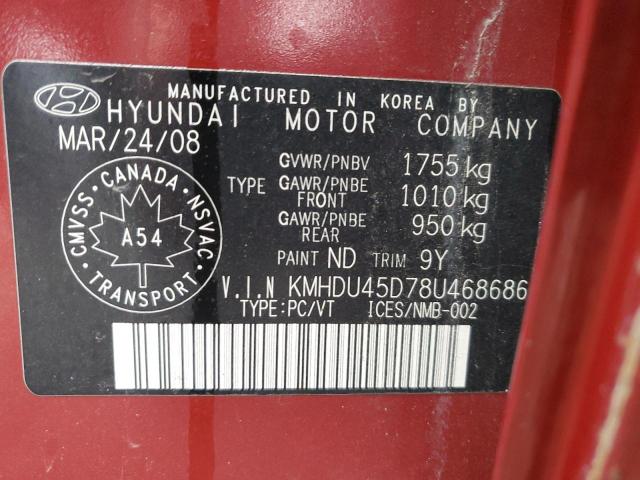 MANUFACTURED IN KOREA BY
HYUNDAI MOTOR COMPANY
MAR/24/08
GVWR/PNBV 1755 kg
TYPE GAWR/PNBE FRONT 1010 kg
GAWR/PNBE REAR 950 kg
PAINT ND TRIM 9Y
CANADA
CMVSS NSVAC
A54
TRANSPORT
V.I.N KMHDU45D78U468686
TYPE:PC/VT ICES/NMB-002